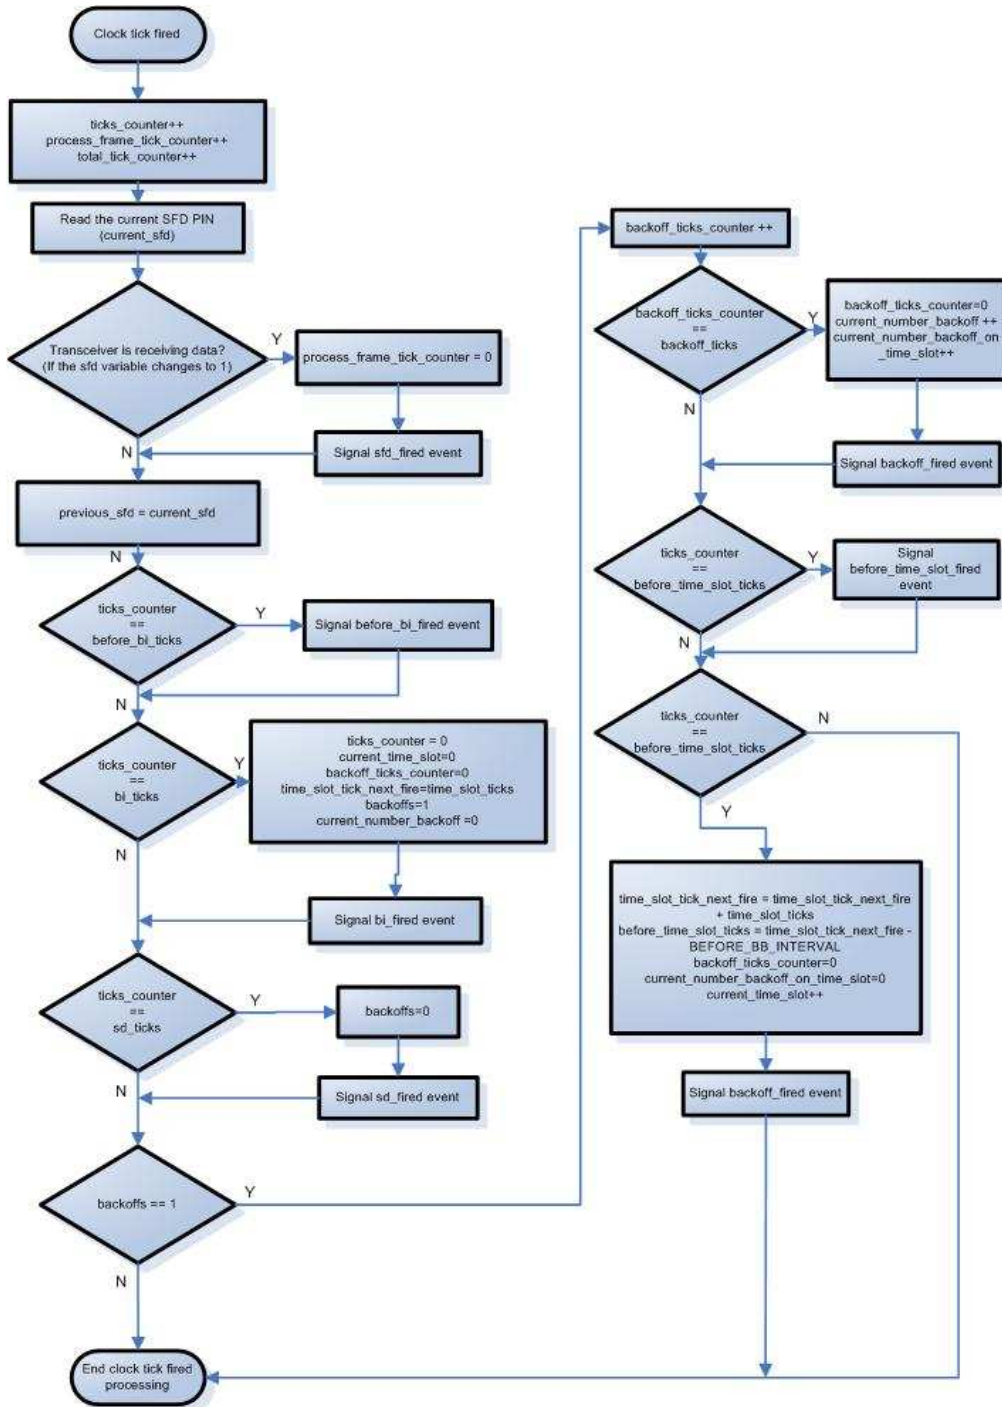 Clock tick fired
ticks_counter++
process_frame_tick_counter++
total_tick_counter++
Read the current SFD PIN
(current_sfd)
Transceiver is receiving data?
(If the sfd variable changes to 1)
Y
process_frame_tick_counter = 0
N
Signal sfd_fired event
previous_sfd = current_sfd
N
ticks_counter
==
before_bi_ticks
Y
Signal before_bi_fired event
N
ticks_counter
==
bi_ticks
Y
ticks_counter = 0
current_time_slot=0
backoff_ticks_counter=0
time_slot_tick_next_fire=time_slot_ticks
backoffs=1
current_number_backoff =0
N
Signal bi_fired event
ticks_counter
==
sd_ticks
Y
backoffs=0
N
Signal sd_fired event
backoffs == 1
Y
N
End clock tick fired
processing
backoff_ticks_counter ++
backoff_ticks_counter
==
backoff_ticks
Y
backoff_ticks_counter=0
current_number_backoff ++
current_number_backoff_on
_time_slot++
N
Signal backoff_fired event
ticks_counter
==
before_time_slot_ticks
Y
Signal
before_time_slot_fired
event
N
ticks_counter
==
before_time_slot_ticks
N
Y
time_slot_tick_next_fire = time_slot_tick_next_fire
+ time_slot_ticks
before_time_slot_ticks = time_slot_tick_next_fire -
BEFORE_BB_INTERVAL
backoff_ticks_counter=0
current_number_backoff_on_time_slot=0
current_time_slot++
Signal backoff_fired event